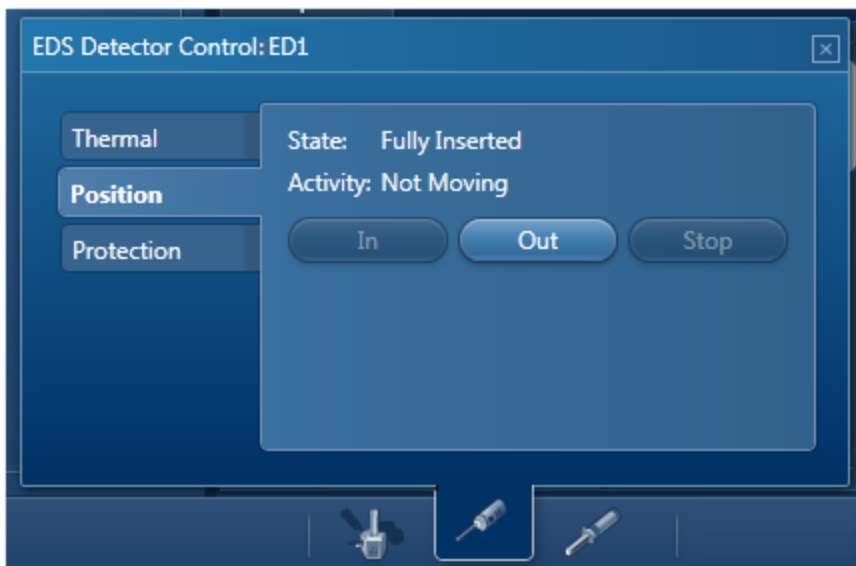 EDS Detector Control: ED1
Thermal
Position
Protection
State: Fully Inserted
Activity: Not Moving
In Out Stop